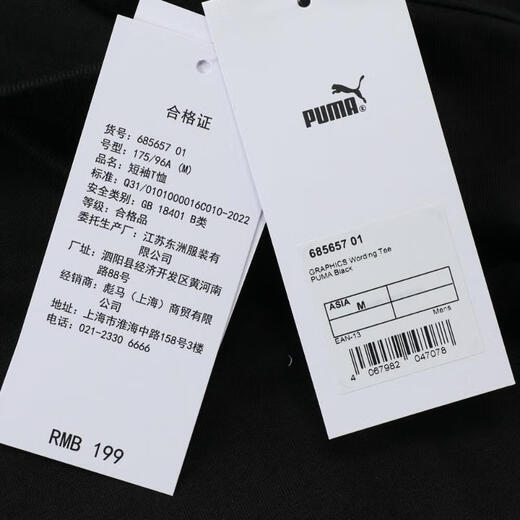 合格证
货号: 685657 01
号型: 175/96A (M)
品名: 短袖T恤
标准: Q31/0101000016C010-2022
安全类别: GB 18401 B类
等级: 合格品
委托生产厂: 江苏东洲服装有
限公司
厂址: 泗阳县经济开发区黄河南
路88号
经销商: 彪马（上海）商贸有限
公司
地址: 上海市淮海中路158号3楼
电话: 021-2330 6666
RMB 199
PUMA
685657 01
GRAPHICS Wording Tee
PUMA Black
ASIA M
EAN-13 Mens
4 067982 047078